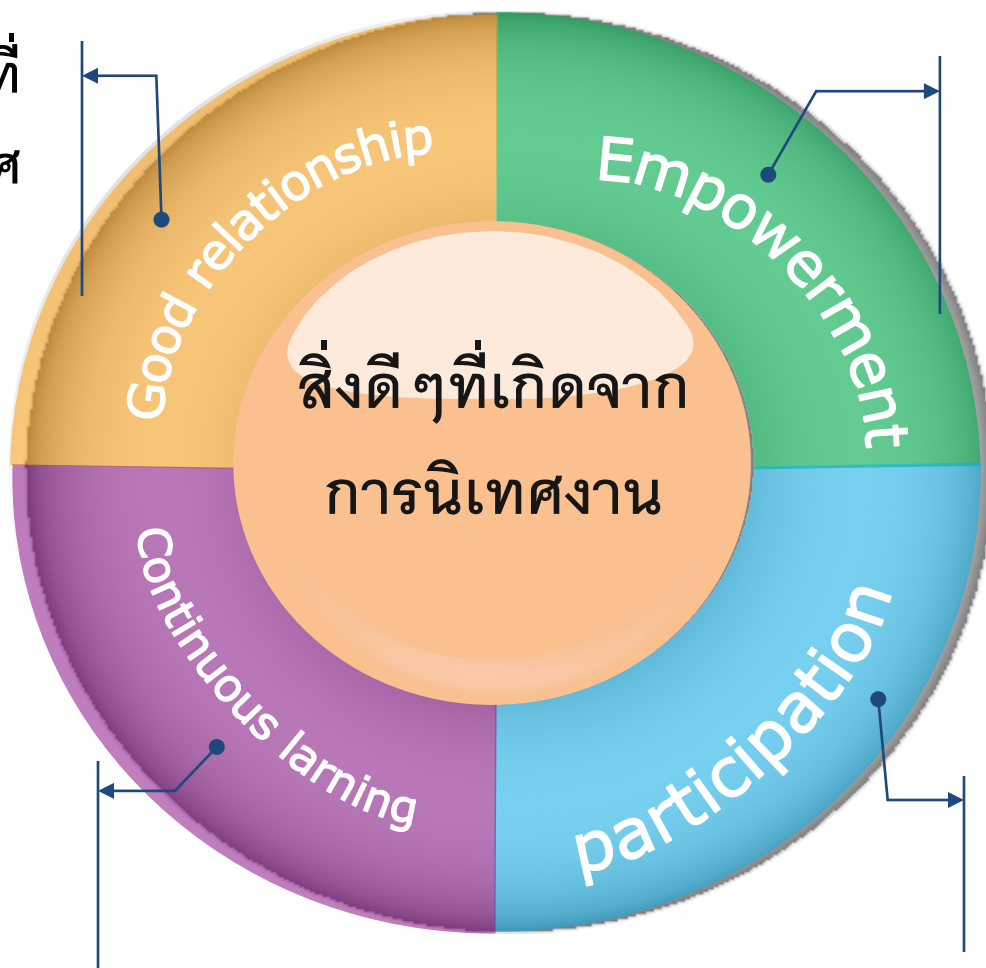 Good relationship
Empowerment
สิ่งดี ๆที่เกิดจาก
การนิเทศงาน
Continuous larning
participation